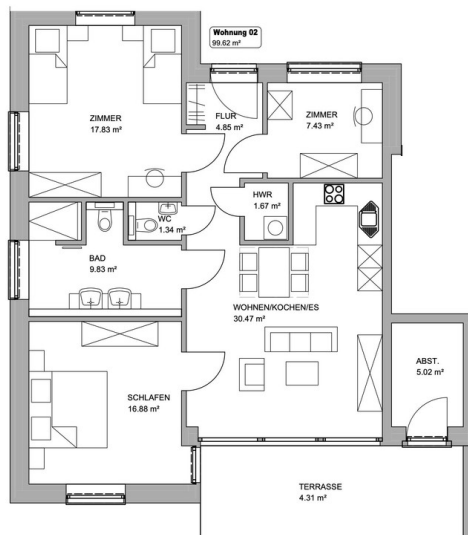 Wohnung 02
99.62 m²
ZIMMER
17.83 m²
FLUR
4.85 m²
ZIMMER
7.43 m²
HWR
1.67 m²
WC
1.34 m²
BAD
9.83 m²
WOHNEN/KOCHEN/ES
30.47 m²
ABST.
5.02 m²
SCHLAFEN
16.88 m²
TERRASSE
4.31 m²